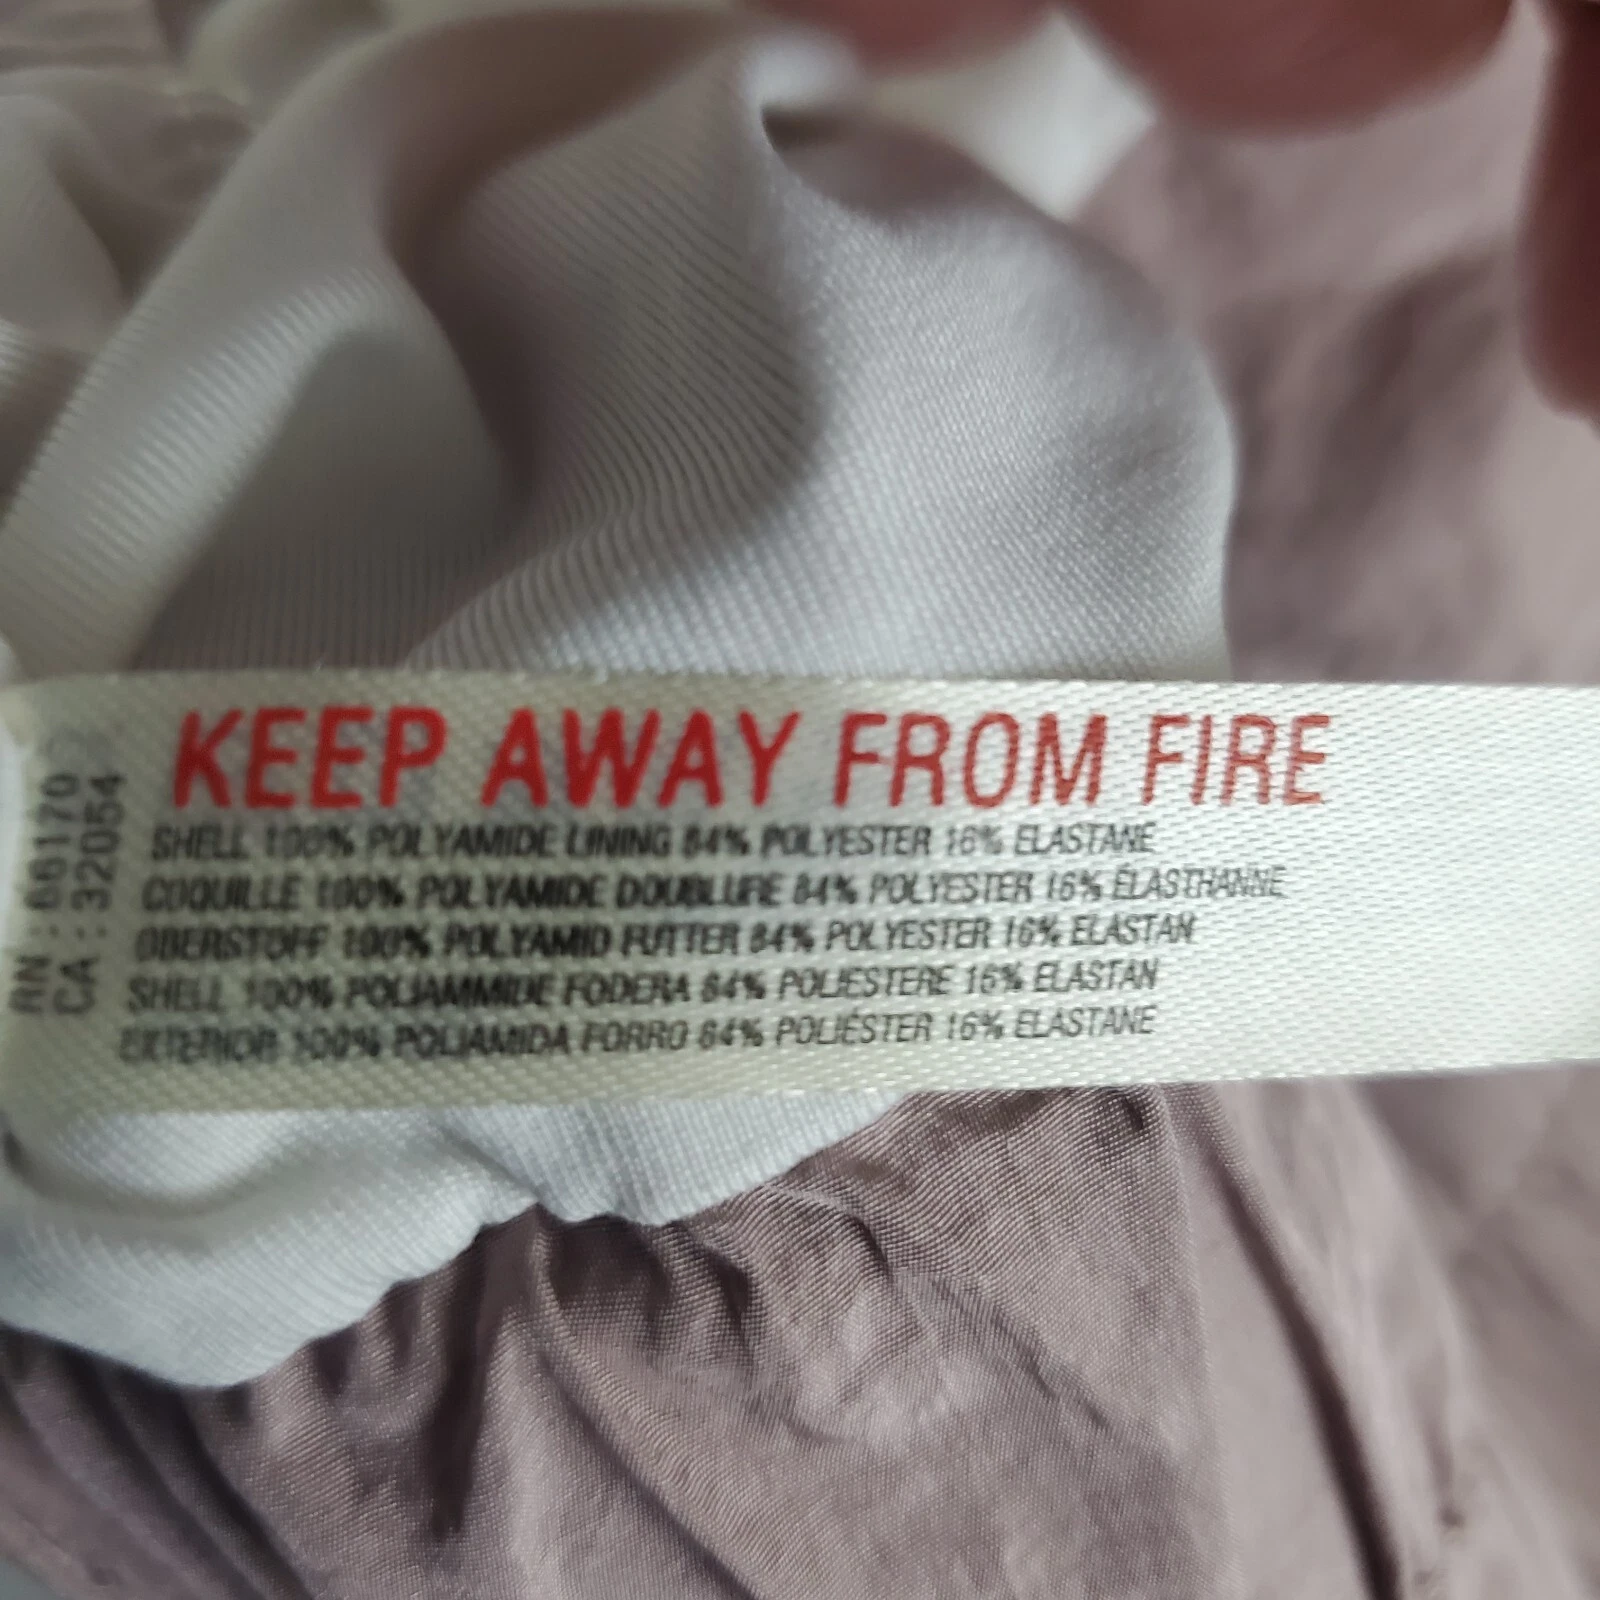 KEEP AWAY FROM FIRE
SHELL 100% POLYAMIDE LINING 84% POLYESTER 16% ELASTANE
COQUILLE 100% POLYAMIDE DOUBLURE 84% POLYESTER 16% ÉLASTHANNE
OBERSTOFF 100% POLYAMID FUTTER 84% POLYESTER 16% ELASTAN
SHELL 100% POLIAMMIDE FODERA 84% POLIESTERE 16% ELASTAN
EXTERIOR 100% POLIAMIDA FORRO 84% POLIÉSTER 16% ELASTANE
RN : 66170
CA : 32054